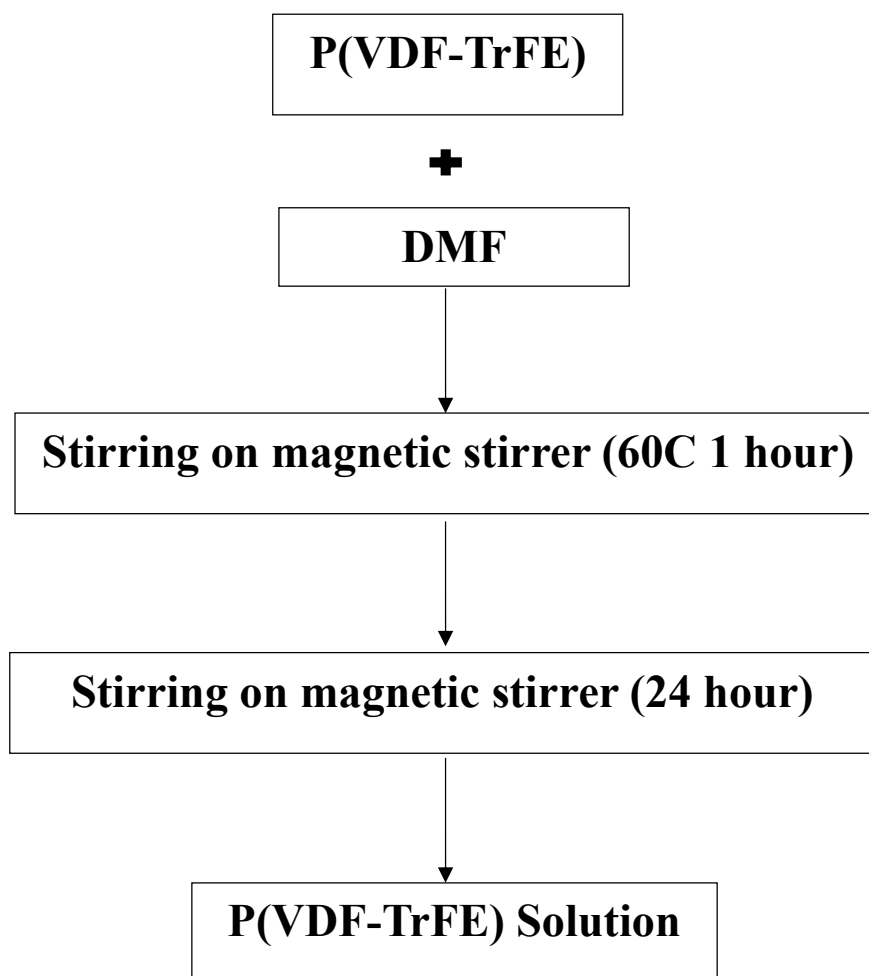 P(VDF-TrFE)
+
DMF
Stirring on magnetic stirrer (60C 1 hour)
Stirring on magnetic stirrer (24 hour)
P(VDF-TrFE) Solution